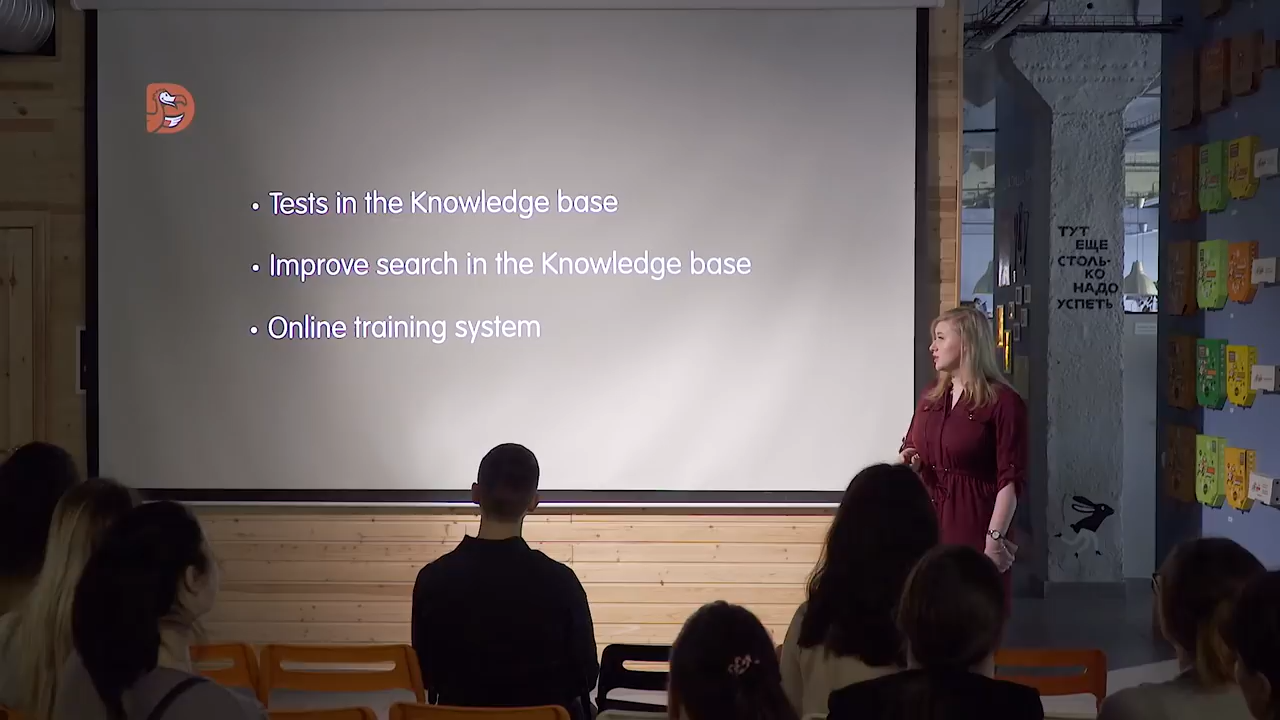 • Tests in the Knowledge base
• Improve search in the Knowledge base
• Online training system
ТУТ
ЕЩЕ
СТОЛЬ-
КО
НАДО
УСПЕТЬ